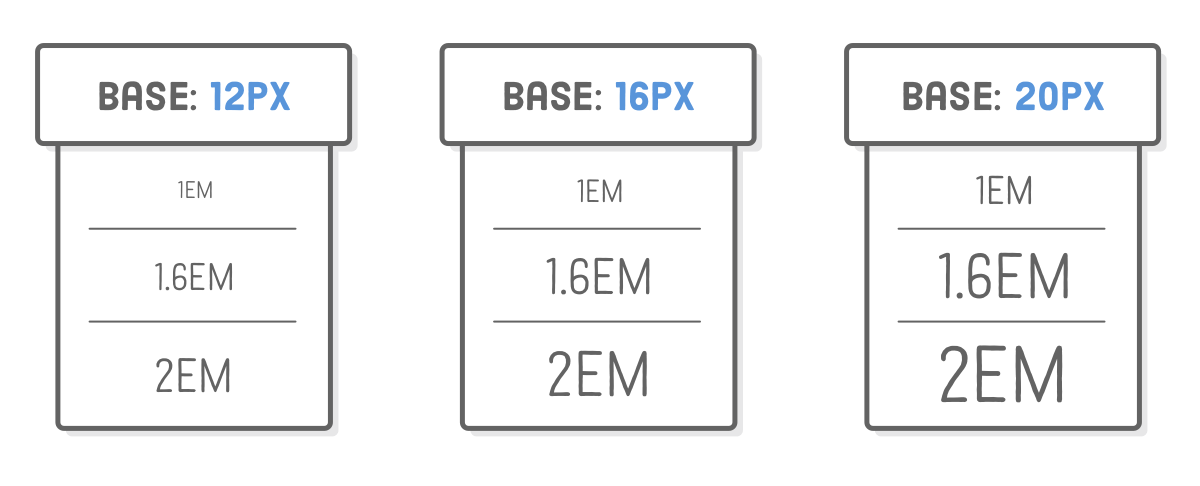 BASE: 12PX
1EM
1.6EM
2EM
BASE: 16PX
1EM
1.6EM
2EM
BASE: 20PX
1EM
1.6EM
2EM